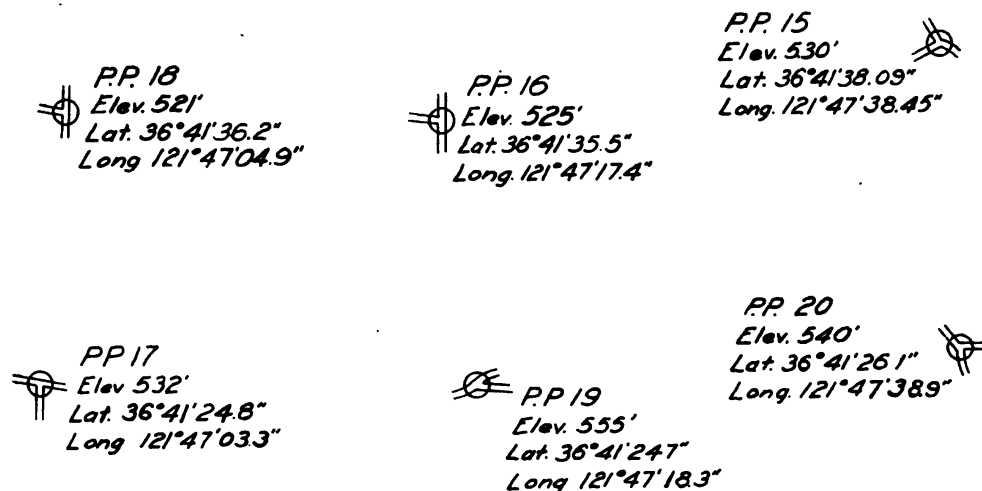 P.P. 18
Elev. 521'
Lat. 36°41'36.2"
Long 121°47'04.9"
P.P. 16
Elev. 525'
Lat. 36°41'35.5"
Long. 121°47'17.4"
P.P. 15
Elev. 530'
Lat. 36°41'38.09"
Long. 121°47'38.45"
P.P 17
Elev 532'
Lat. 36°41'24.8"
Long 121°47'03.3"
P.P 19
Elev. 555'
Lat. 36°41'24.7"
Long 121°47'18.3"
P.P. 20
Elev. 540'
Lat. 36°41'26 1"
Long. 121°47'38.9"